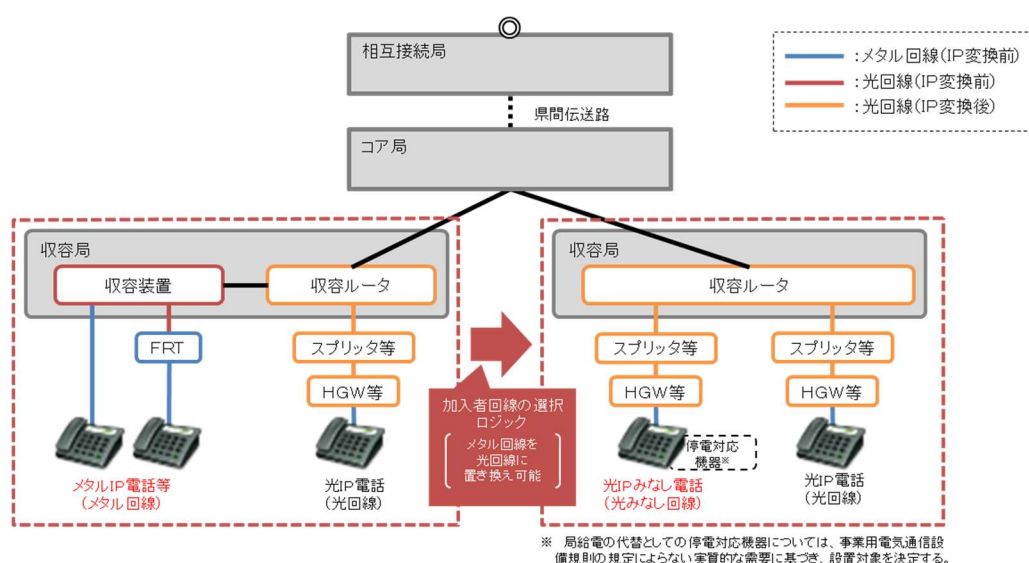 相互接続局
県間伝送路
コア局
:メタル回線(IP変換前)
:光回線(IP変換前)
:光回線(IP変換後)
収容局
収容装置
収容ルータ
FRT
スプリッタ等
HGW等
メタルIP電話等
(メタル回線)
光IP電話
(光回線)
加入者回線の選択
ロジック
メタル回線を
光回線に
置き換え可能
収容局
収容ルータ
スプリッタ等
スプリッタ等
HGW等
HGW等
停電対応
機器※
光IPみなし電話
(光みなし回線)
光IP電話
(光回線)
※ 局給電の代替としての停電対応機器については、事業用電気通信設
備規則の規定によらない実質的な需要に基づき、設置対象を決定する。